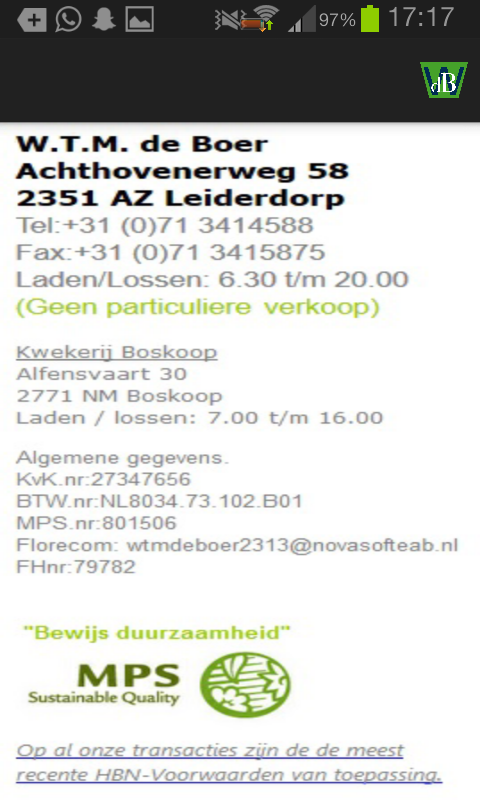 97% 17:17
dB
W.T.M. de Boer
Achthovenerweg 58
2351 AZ Leiderdorp
Tel:+31 (0)71 3414588
Fax:+31 (0)71 3415875
Laden/Lossen: 6.30 t/m 20.00
(Geen particuliere verkoop)
Kwekerij Boskoop
Alfensvaart 30
2771 NM Boskoop
Laden / lossen: 7.00 t/m 16.00
Algemene gegevens.
KvK.nr:27347656
BTW.nr:NL8034.73.102.B01
MPS.nr:801506
Florecom: wtmdeboer2313@novasofteab.nl
FHnr:79782
"Bewijs duurzaamheid"
MPS
Sustainable Quality
Op al onze transacties zijn de de meest
recente HBN-Voorwaarden van toepassing.